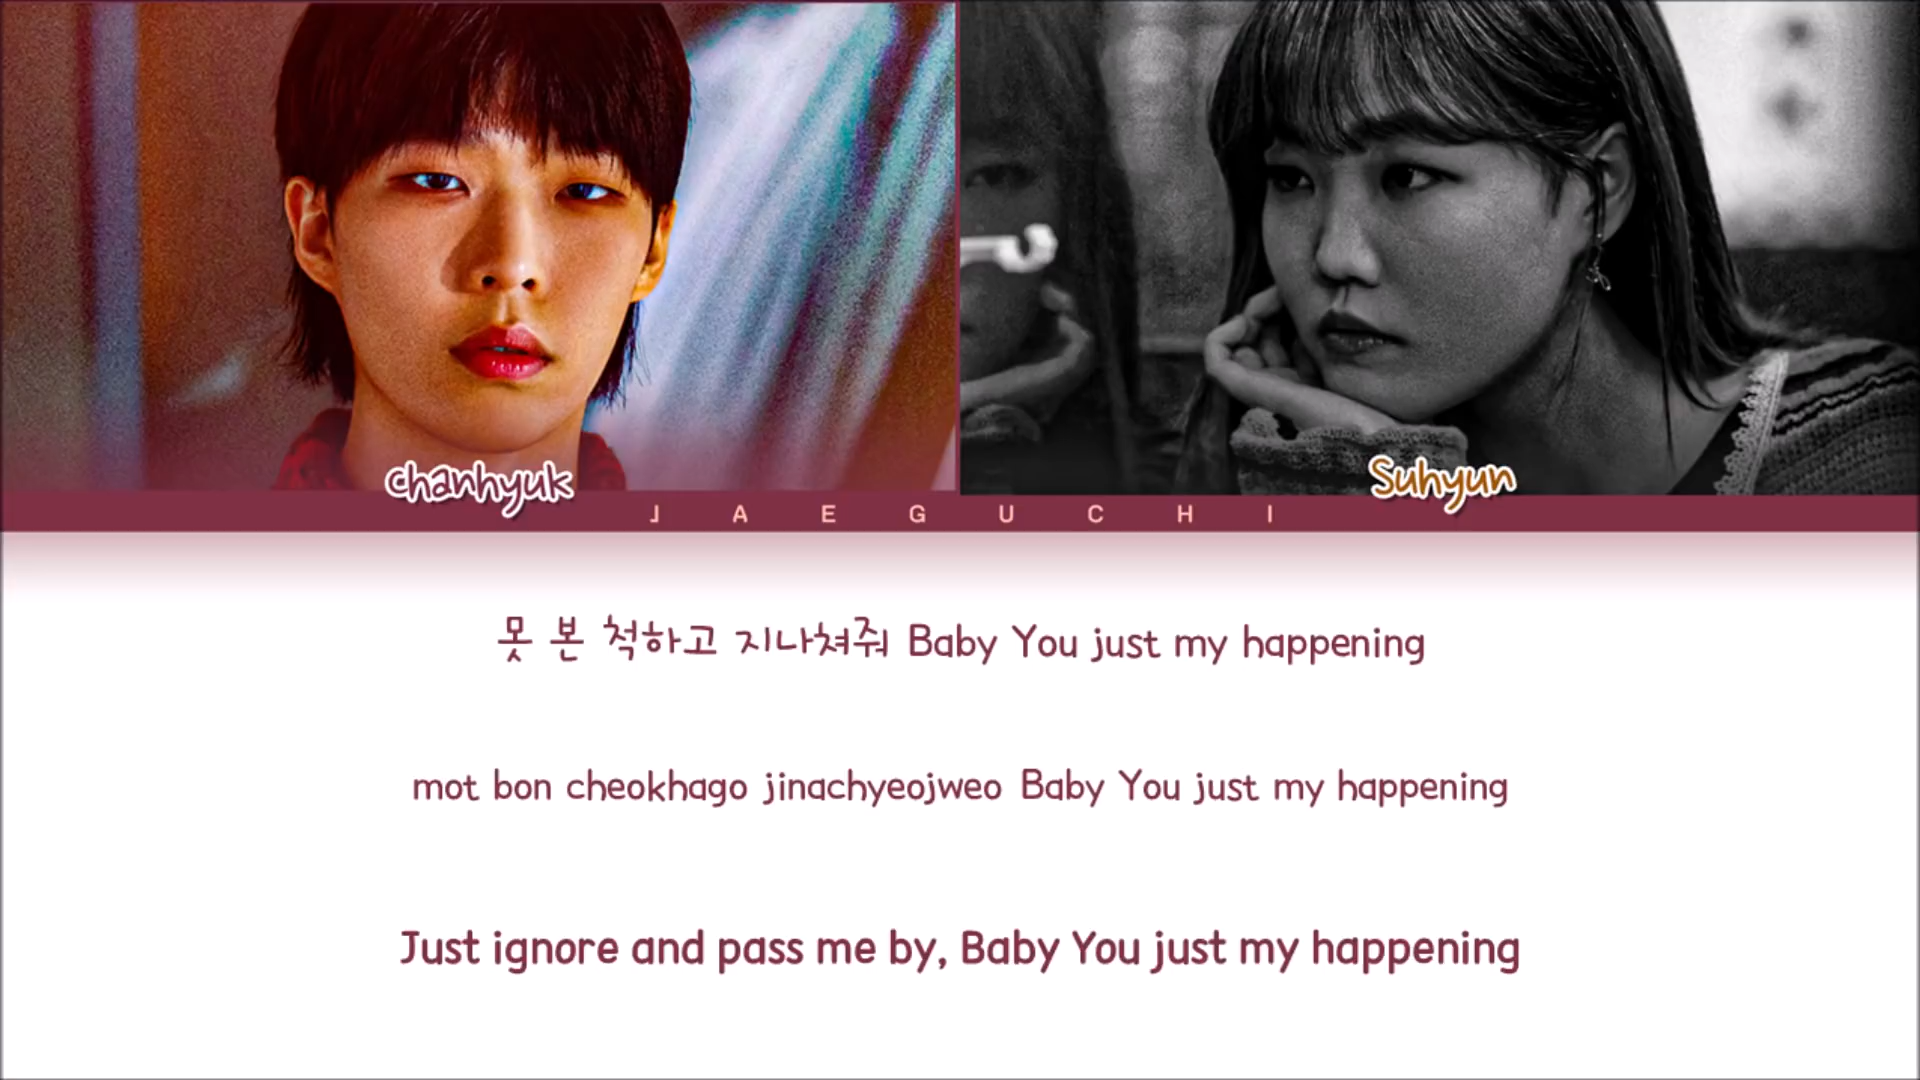 chanhyuk
Suhyun
JAEGUCHI
못 본 척하고 지나쳐줘 Baby You just my happening
mot bon cheokhago jinachyeojweo Baby You just my happening
Just ignore and pass me by, Baby You just my happening